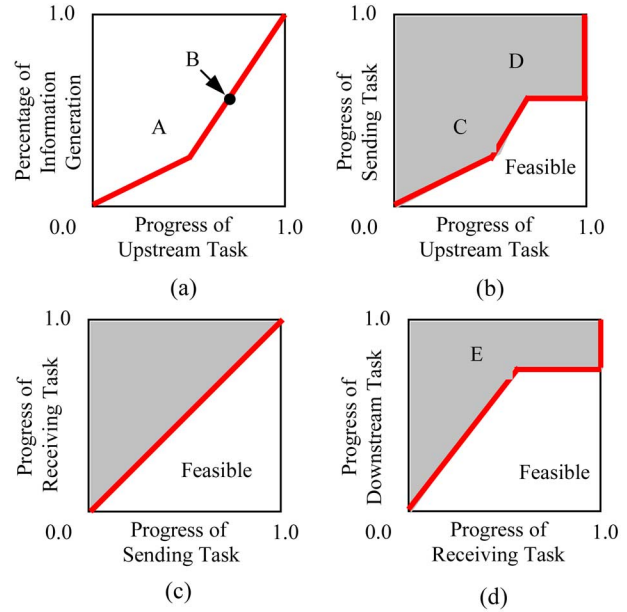 1.0
B
A
Percentage of
Information
Generation
0.0
Progress of
Upstream Task
1.0
(a)
1.0
D
C
Feasible
Progress of
Sending Task
0.0
Progress of
Upstream Task
1.0
(b)
1.0
Progress of
Receiving Task
Feasible
0.0
Progress of
Sending Task
1.0
(c)
1.0
E
Progress of
Downstream Task
Feasible
0.0
Progress of
Receiving Task
1.0
(d)